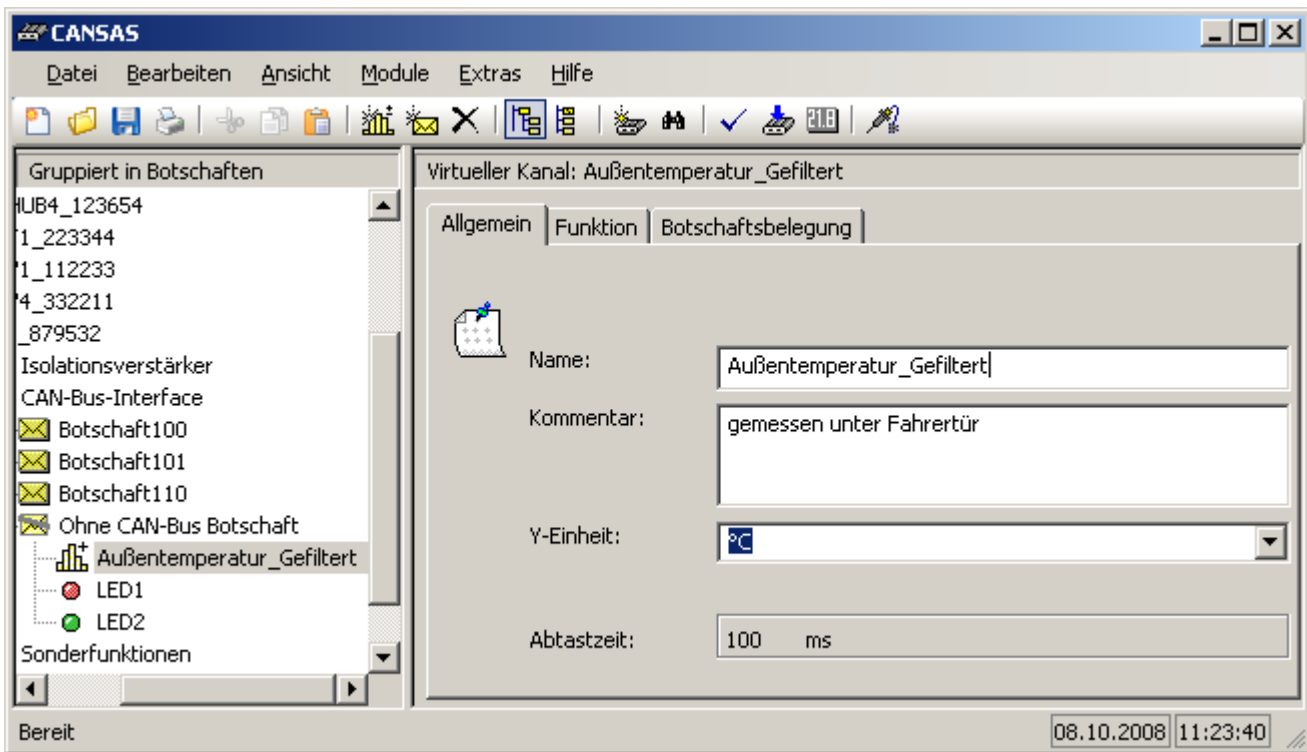 CANSAS
Datei Bearbeiten Ansicht Module Extras Hilfe
Gruppiert in Botschaften
HUB4_123654
1_223344
1_112233
4_332211
_879532
Isolationsverstärker
CAN-Bus-Interface
Botschaft100
Botschaft101
Botschaft110
Ohne CAN-Bus Botschaft
Außentemperatur_Gefiltert
LED1
LED2
Sonderfunktionen
Virtueller Kanal: Außentemperatur_Gefiltert
Allgemein Funktion Botschaftsbelegung
Name: Außentemperatur_Gefiltert
Kommentar: gemessen unter Fahrertür
Y-Einheit: °C
Abtastzeit: 100 ms
Bereit 08.10.2008 11:23:40